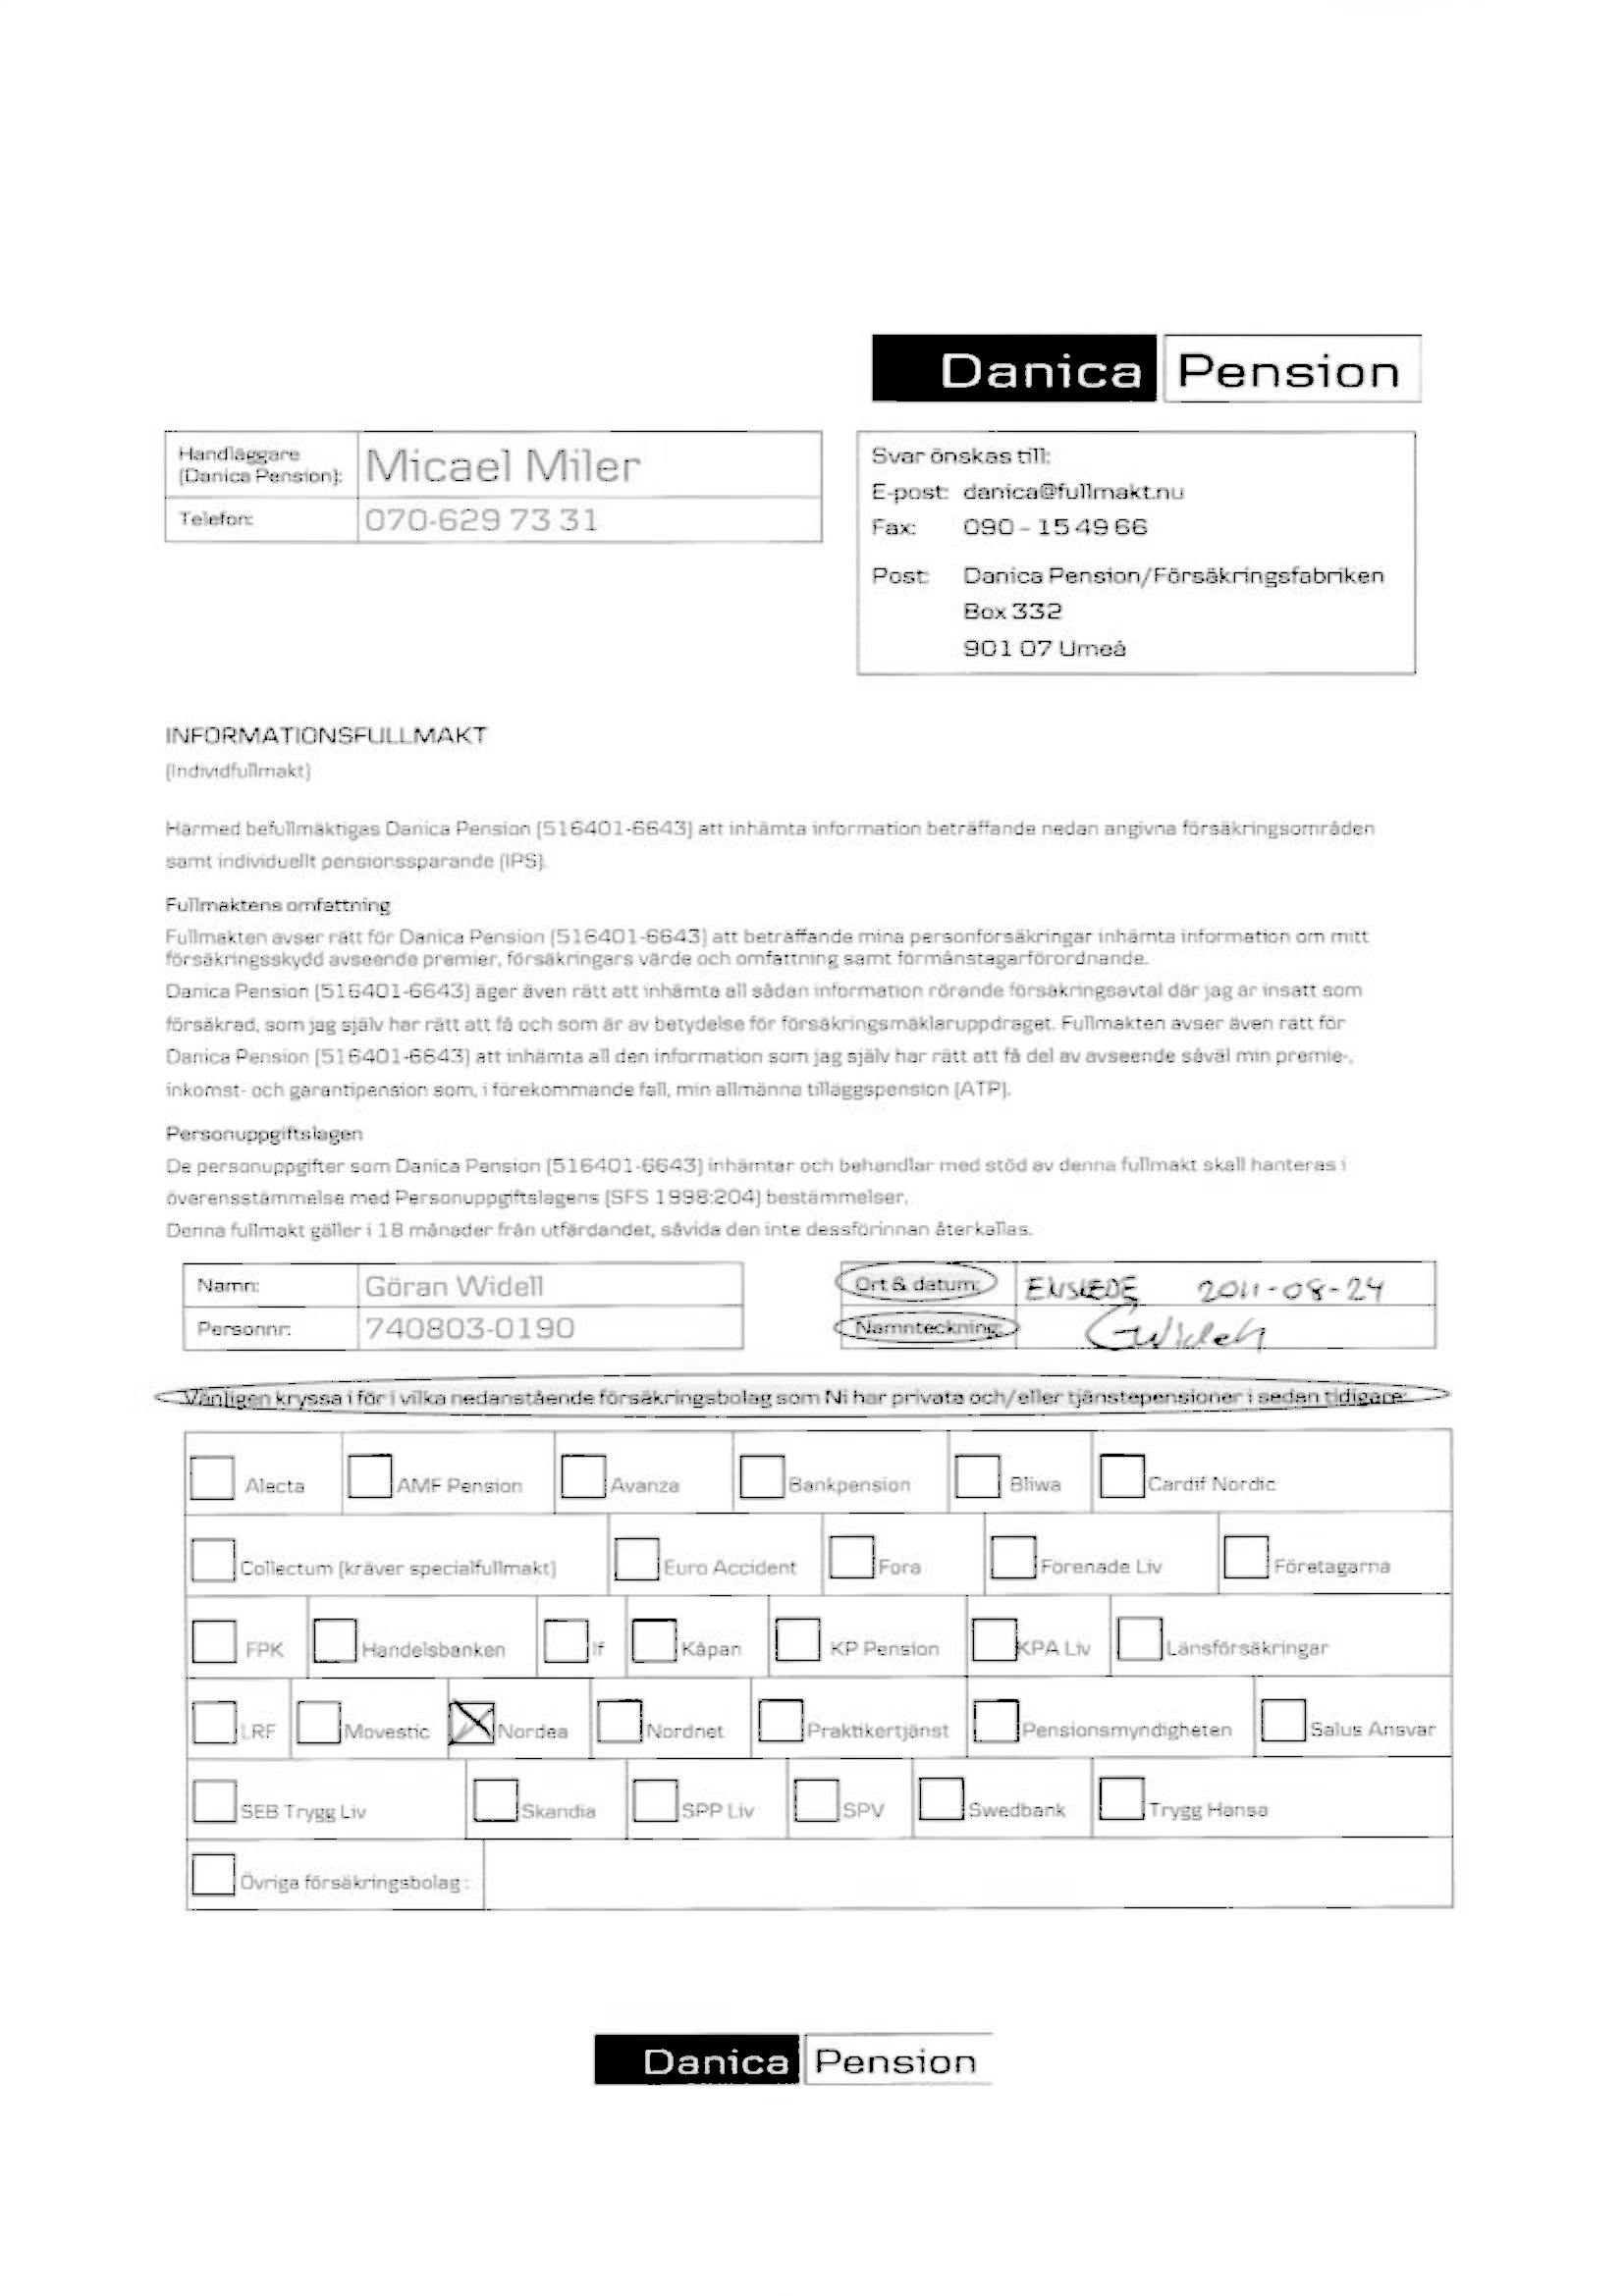 Danica Pension
Handläggare
(Danica Pension):
Micael Miler
Telefon:
070-629 73 31
Svar önskas till:
E-post: danica@fullmakt.nu
Fax: 090 - 15 49 66
Post: Danica Pension/Försäkringsfabriken
Box 332
901 07 Umeå
INFORMATIONSFULLMAKT
(Individfullmakt)
Härmed befullmäktigas Danica Pension (516401-6643) att inhämta information beträffande nedan angivna försäkringsområden
samt individuellt pensionssparande (IPS).
Fullmaktens omfattning
Fullmakten avser rätt för Danica Pension (516401-6643) att beträffande mina personförsäkringar inhämta information om mitt
försäkringsskydd avseende premier, försäkringars värde och omfattning samt förmånstagarförordnande.
Danica Pension (516401-6643) äger även rätt att inhämta all sådan information rörande försäkringsavtal där jag är insatt som
försäkrad, som jag själv har rätt att få och som är av betydelse för försäkringsmäklaruppdraget. Fullmakten avser även rätt för
Danica Pension (516401-6643) att inhämta all den information som jag själv har rätt att få del av avseende såväl min premie-,
inkomst- och garantipension som, i förekommande fall, min allmänna tilläggspension (ATP).
Personuppgiftslagen
De personuppgifter som Danica Pension (516401-6643) inhämtar och behandlar med stöd av denna fullmakt skall hanteras i
överensstämmelse med Personuppgiftslagens (SFS 1998:204) bestämmelser.
Denna fullmakt gäller i 18 månader från utfärdandet, såvida den inte dessförinnan återkallas.
Namn: Göran Widell
Personnr: 740803-0190
Ort & datum: ENSKEDE 2011-08-24
Namnteckning: GWidell
Vänligen kryssa i för i vilka nedanstående försäkringsbolag som Ni har privata och/eller tjänstepensioner i sedan tidigare:
Alecta AMF Pension Avanza Bankpension Bliwa Cardif Nordic
Collectum (kräver specialfullmakt) Euro Accident Fora Förenade Liv Företagarna
FPK Handelsbanken If Kåpan KP Pension KPA Liv Länsförsäkringar
LRF Movestic Nordea Nordnet Praktikertjänst Pensionsmyndigheten Salus Ansvar
SEB Trygg Liv Skandia SPP Liv SPV Swedbank Trygg Hansa
Övriga försäkringsbolag:
Danica Pension